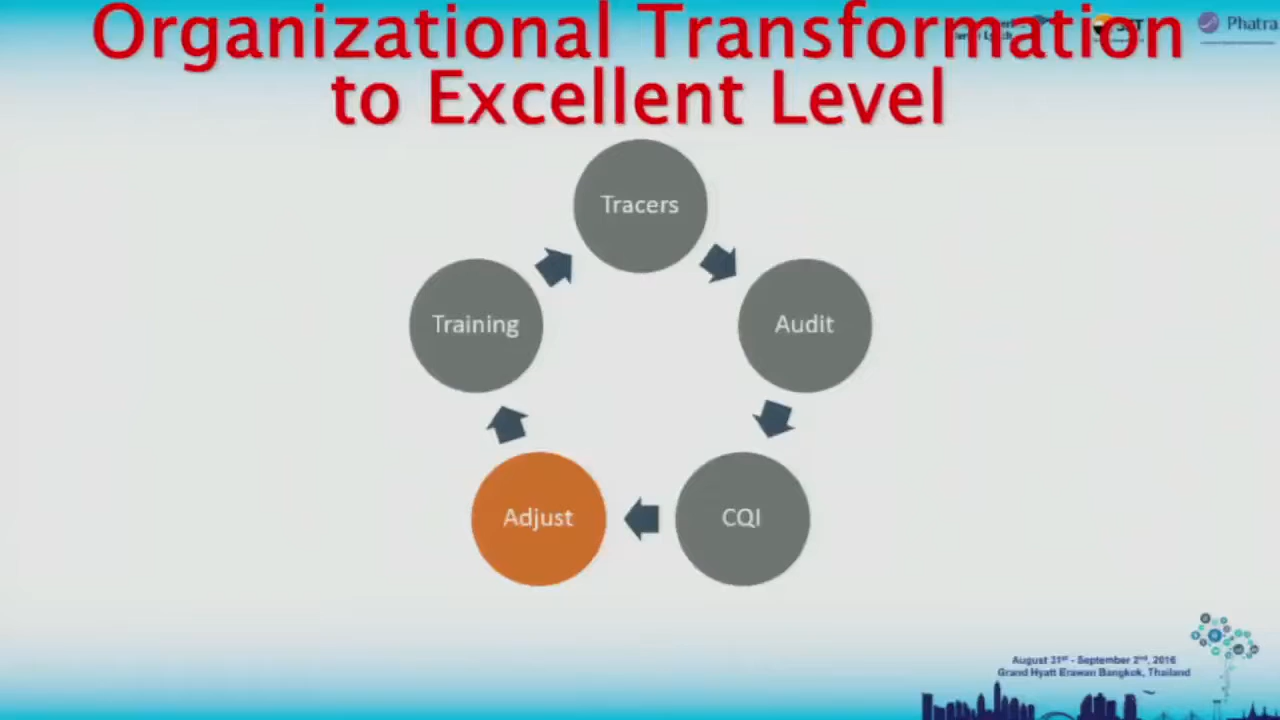 Organizational Transformation
to Excellent Level
Phatra
Tracers
Training
Audit
Adjust
CQI
August 31st - September 2nd, 2016
Grand Hyatt Erawan Bangkok, Thailand